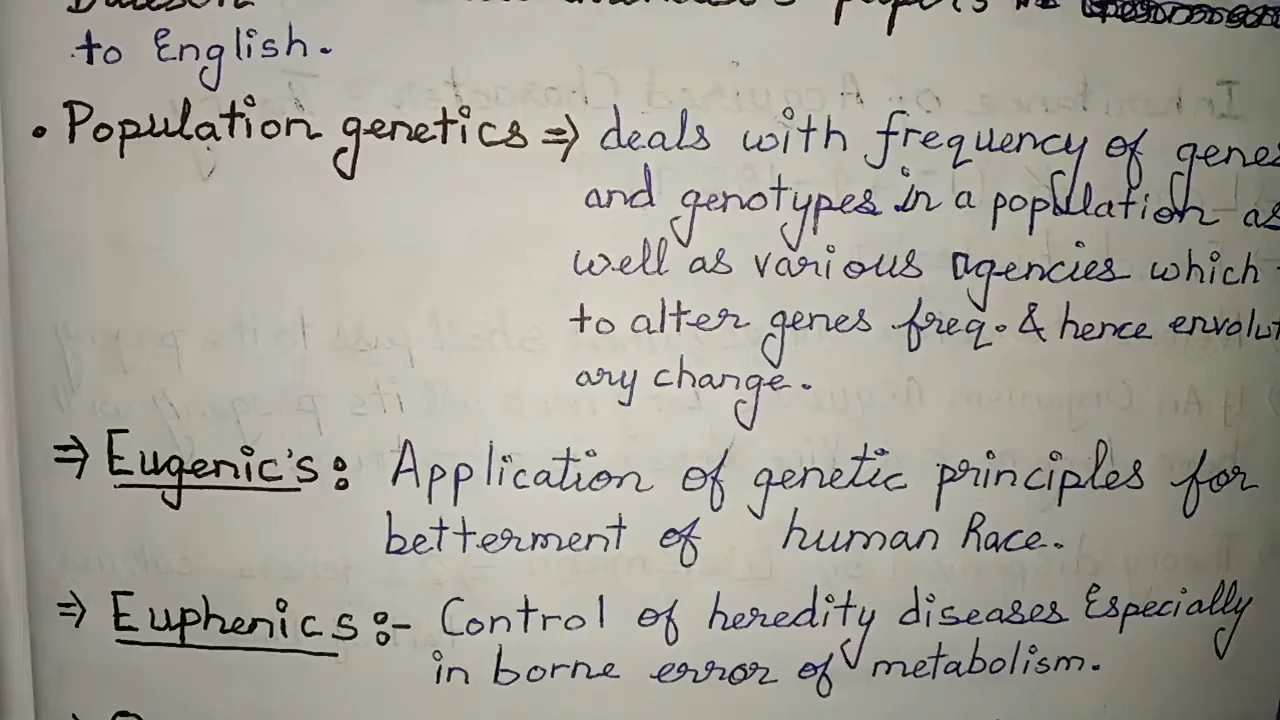 to English.
• Population genetics ⇒ deals with frequency of genes
and genotypes in a population as
well as various agencies which
to alter genes freq. & hence envolut
ary change.
⇒ Eugenic's : Application of genetic principles for
betterment of human Race.
⇒ Euphenics :- Control of heredity diseases Especially
in borne error of metabolism.